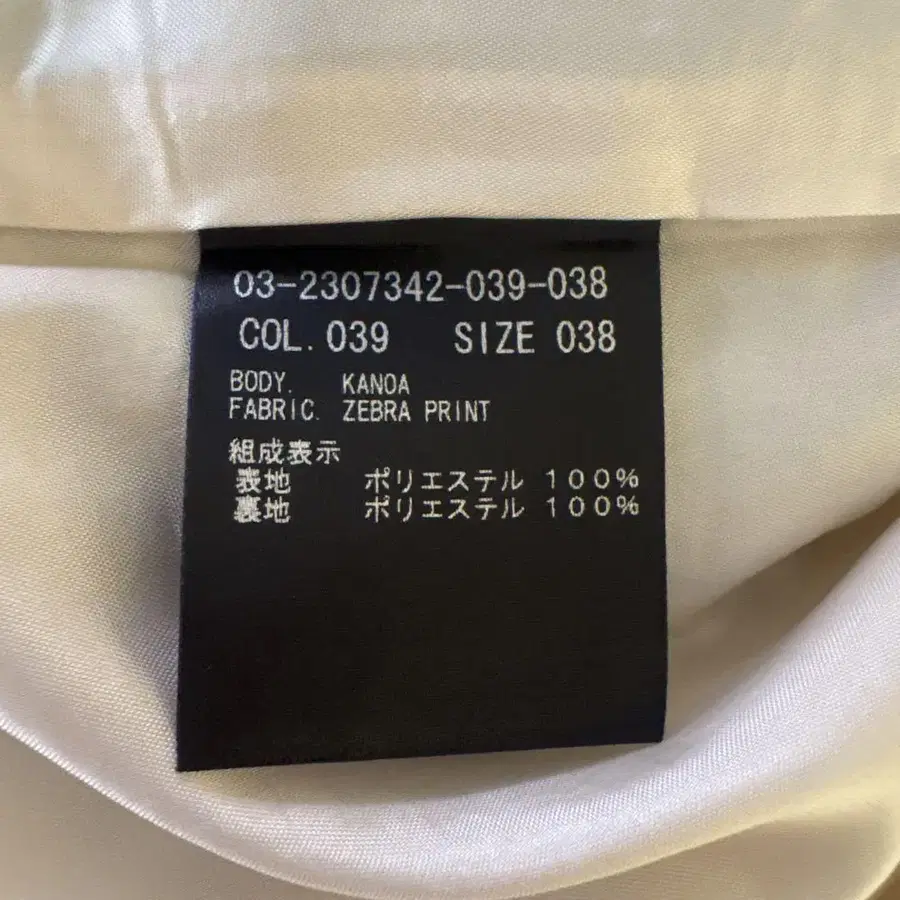 03-2307342-039-038
COL. 039 SIZE 038
BODY. KANOA
FABRIC. ZEBRA PRINT
組成表示
表地 ポリエステル 100%
裏地 ポリエステル 100%